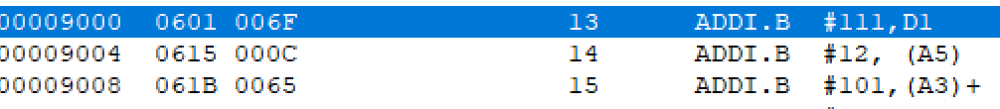 00009000 0601 006F 13 ADDI.B #111,D1
00009004 0615 000C 14 ADDI.B #12, (A5)
00009008 061B 0065 15 ADDI.B #101,(A3)+